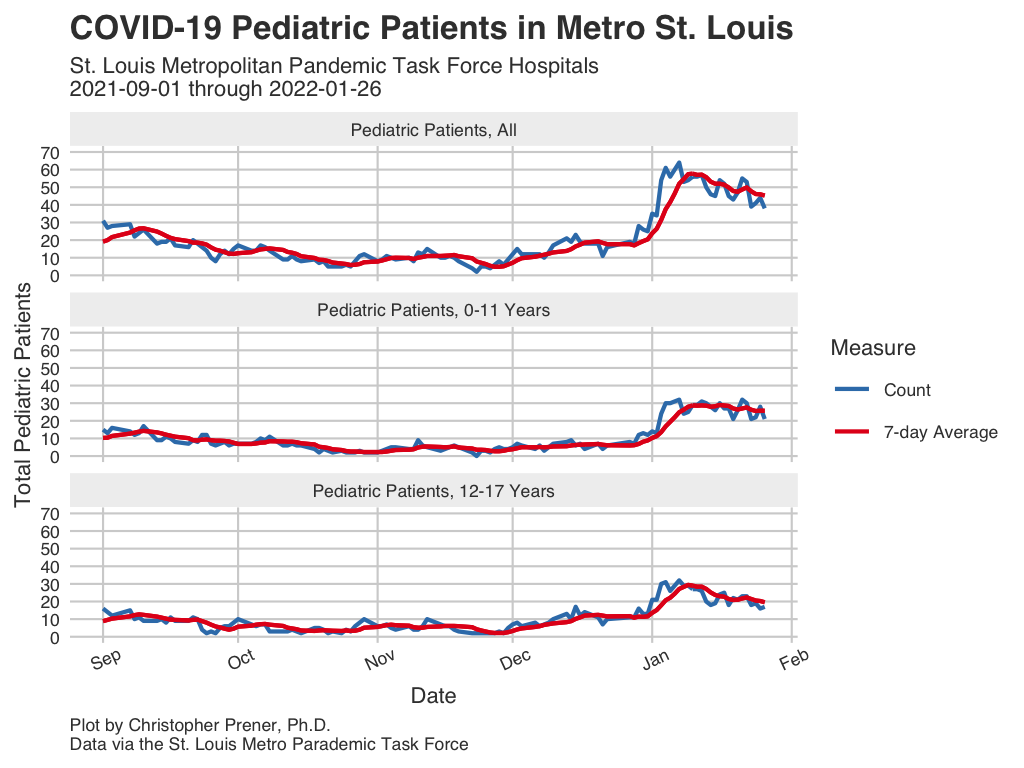 COVID-19 Pediatric Patients in Metro St. Louis
St. Louis Metropolitan Pandemic Task Force Hospitals
2021-09-01 through 2022-01-26
Total Pediatric Patients
Pediatric Patients, All
70
60
50
40
30
20
10
0
Pediatric Patients, 0-11 Years
70
60
50
40
30
20
10
0
Pediatric Patients, 12-17 Years
70
60
50
40
30
20
10
0
Sep Oct Nov Dec Jan Feb
Date
Measure
Count
7-day Average
Plot by Christopher Prener, Ph.D.
Data via the St. Louis Metro Parademic Task Force